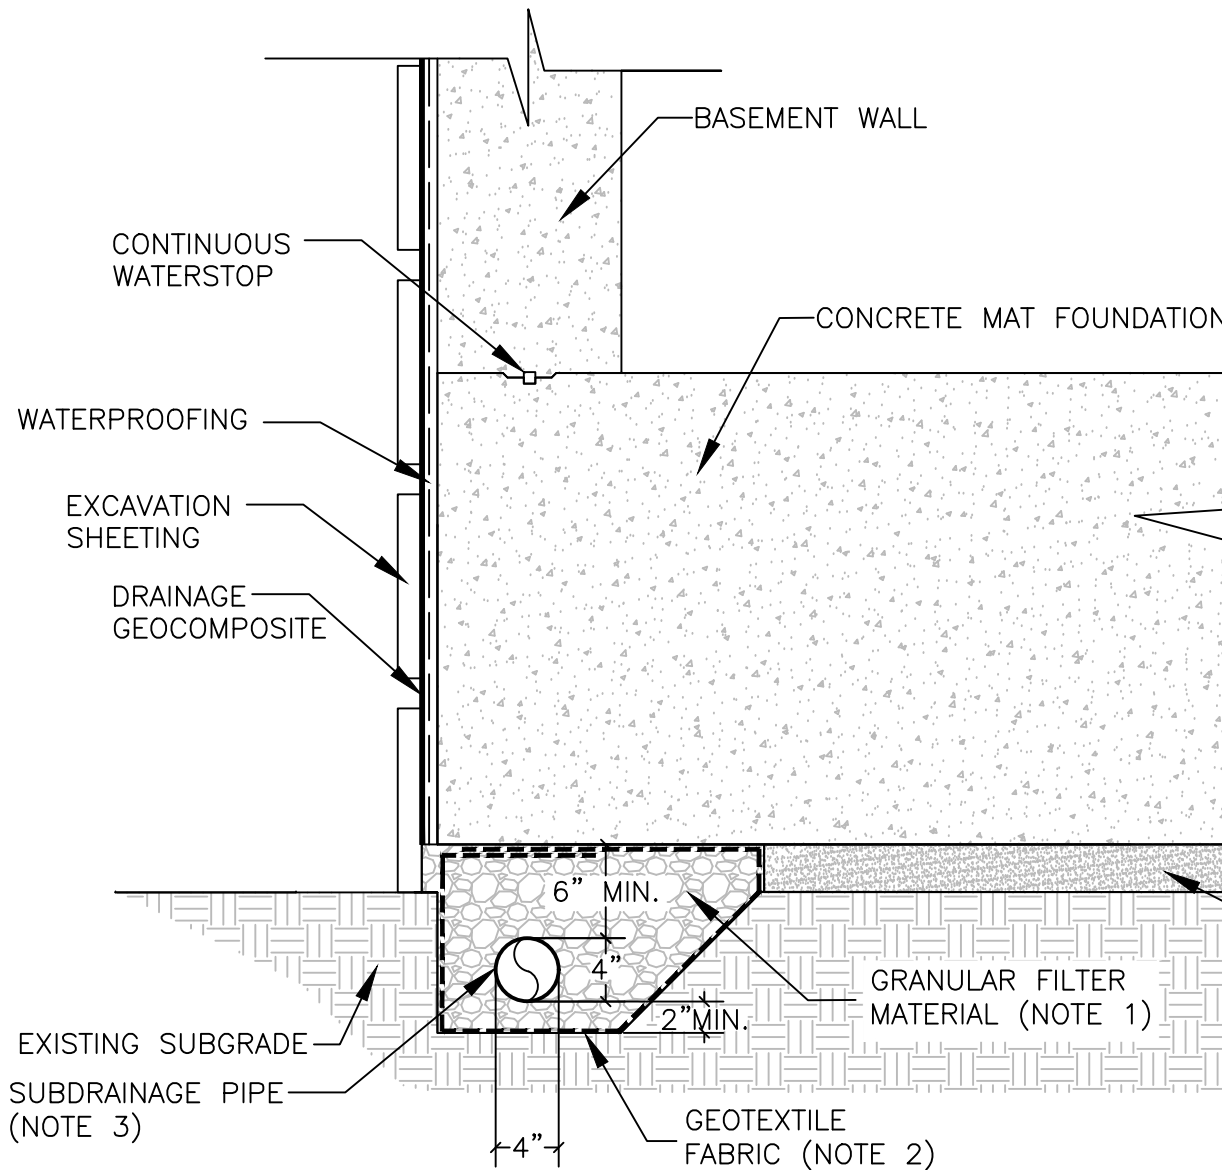 BASEMENT WALL
CONTINUOUS
WATERSTOP
CONCRETE MAT FOUNDATION
WATERPROOFING
EXCAVATION
SHEETING
DRAINAGE
GEOCOMPOSITE
6” MIN.
4”
2”MIN.
GRANULAR FILTER
MATERIAL (NOTE 1)
EXISTING SUBGRADE
SUBDRAINAGE PIPE
(NOTE 3)
4”
GEOTEXTILE
FABRIC (NOTE 2)